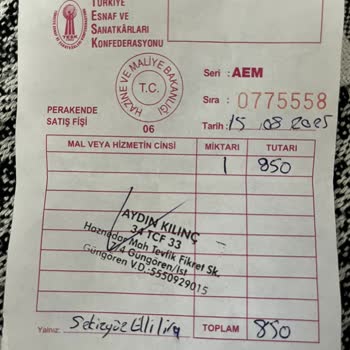 TÜRKİYE
ESNAF VE
SANATKÂRLARI
KONFEDERASYONU
HAZİNE VE MALİYE BAKANLIĞI
T.C.
06
Seri : AEM
Sıra : 0775558
PERAKENDE
SATIŞ FİŞİ
Tarih : 15.08.2025
MAL VEYA HİZMETİN CİNSİ MİKTARI TUTARI
1 850
AYDIN KILINÇ
34 TCF 33
Haznedar Mah Tevfik Fikret Sk.
Güngören/İst
Güngören V.D.:5550929015
Yalnız: Sekizyüz Elli lira TOPLAM 850